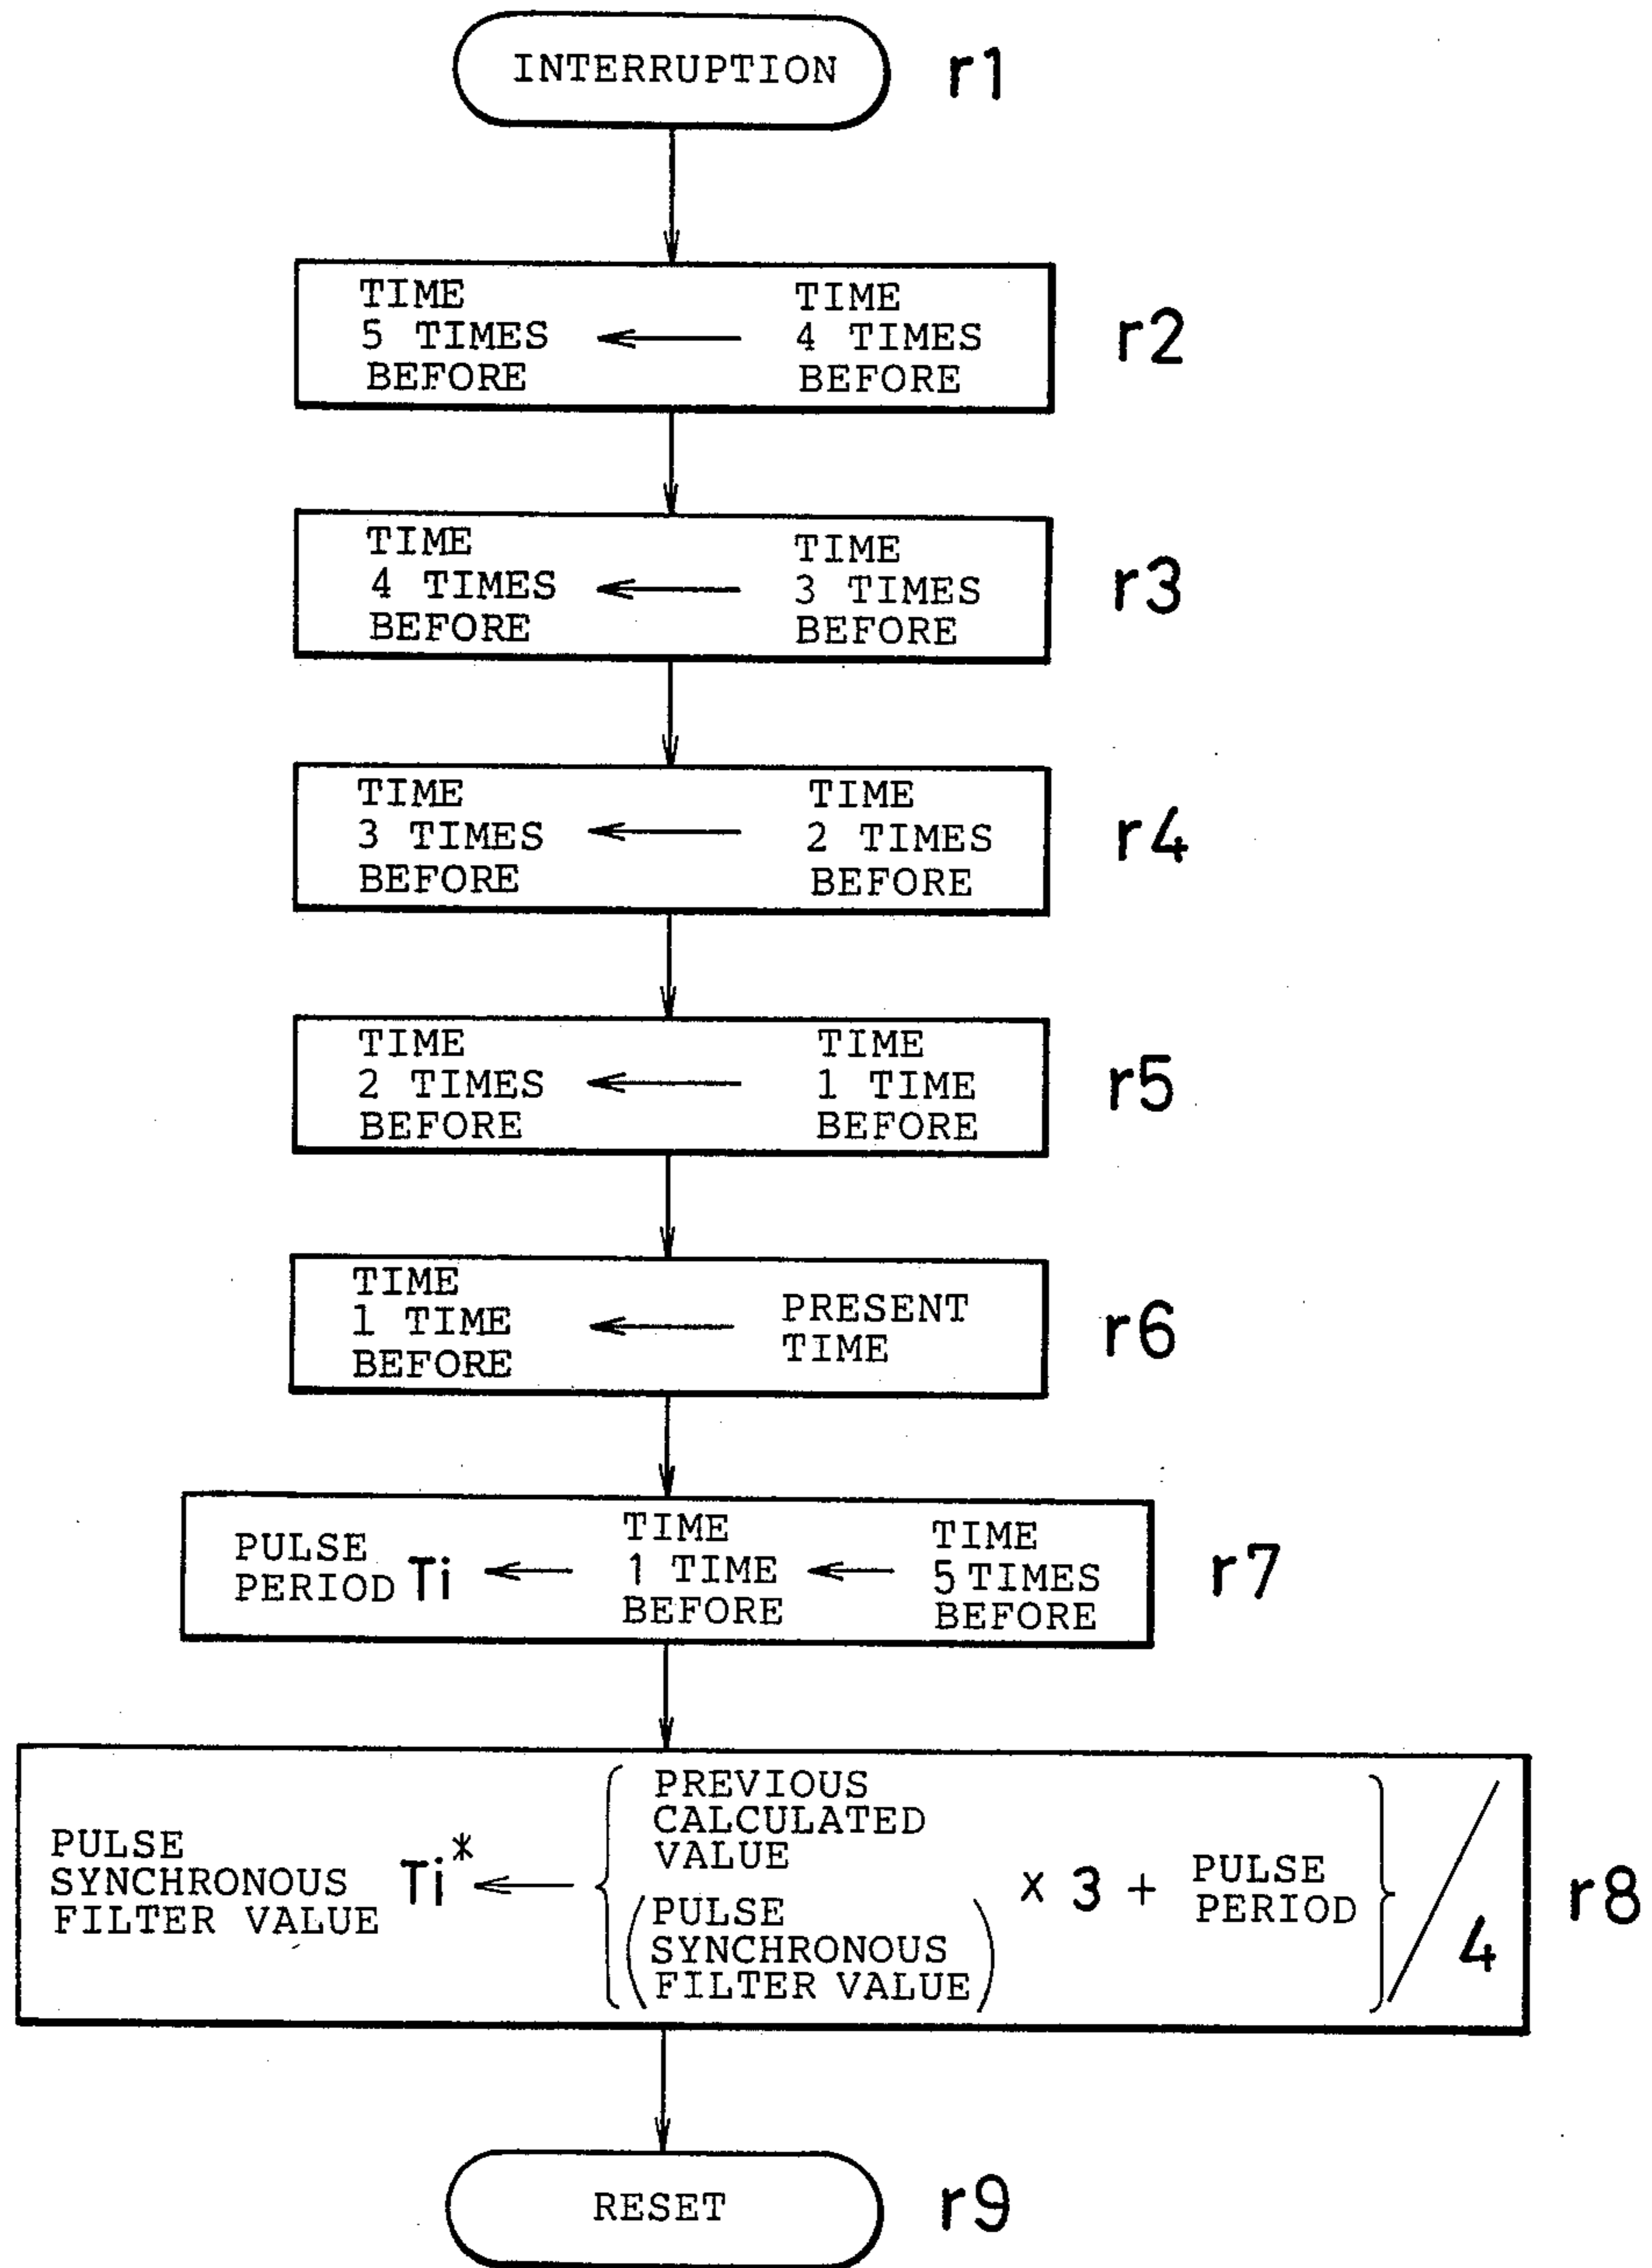 INTERRUPTION r1
TIME TIME
5 TIMES ← 4 TIMES r2
BEFORE BEFORE
TIME TIME
4 TIMES ← 3 TIMES r3
BEFORE BEFORE
TIME TIME
3 TIMES ← 2 TIMES r4
BEFORE BEFORE
TIME TIME
2 TIMES ← 1 TIME r5
BEFORE BEFORE
TIME
1 TIME
BEFORE
←
PRESENT
TIME
r6
PULSE
PERIOD Ti
←
TIME
1 TIME
BEFORE
←
TIME
5 TIMES
BEFORE
r7
PULSE
SYNCHRONOUS
FILTER VALUE
Ti* ←
{
PREVIOUS
CALCULATED
VALUE
(PULSE
SYNCHRONOUS
FILTER VALUE)
× 3 +
PULSE
PERIOD
} / 4
r8
RESET r9